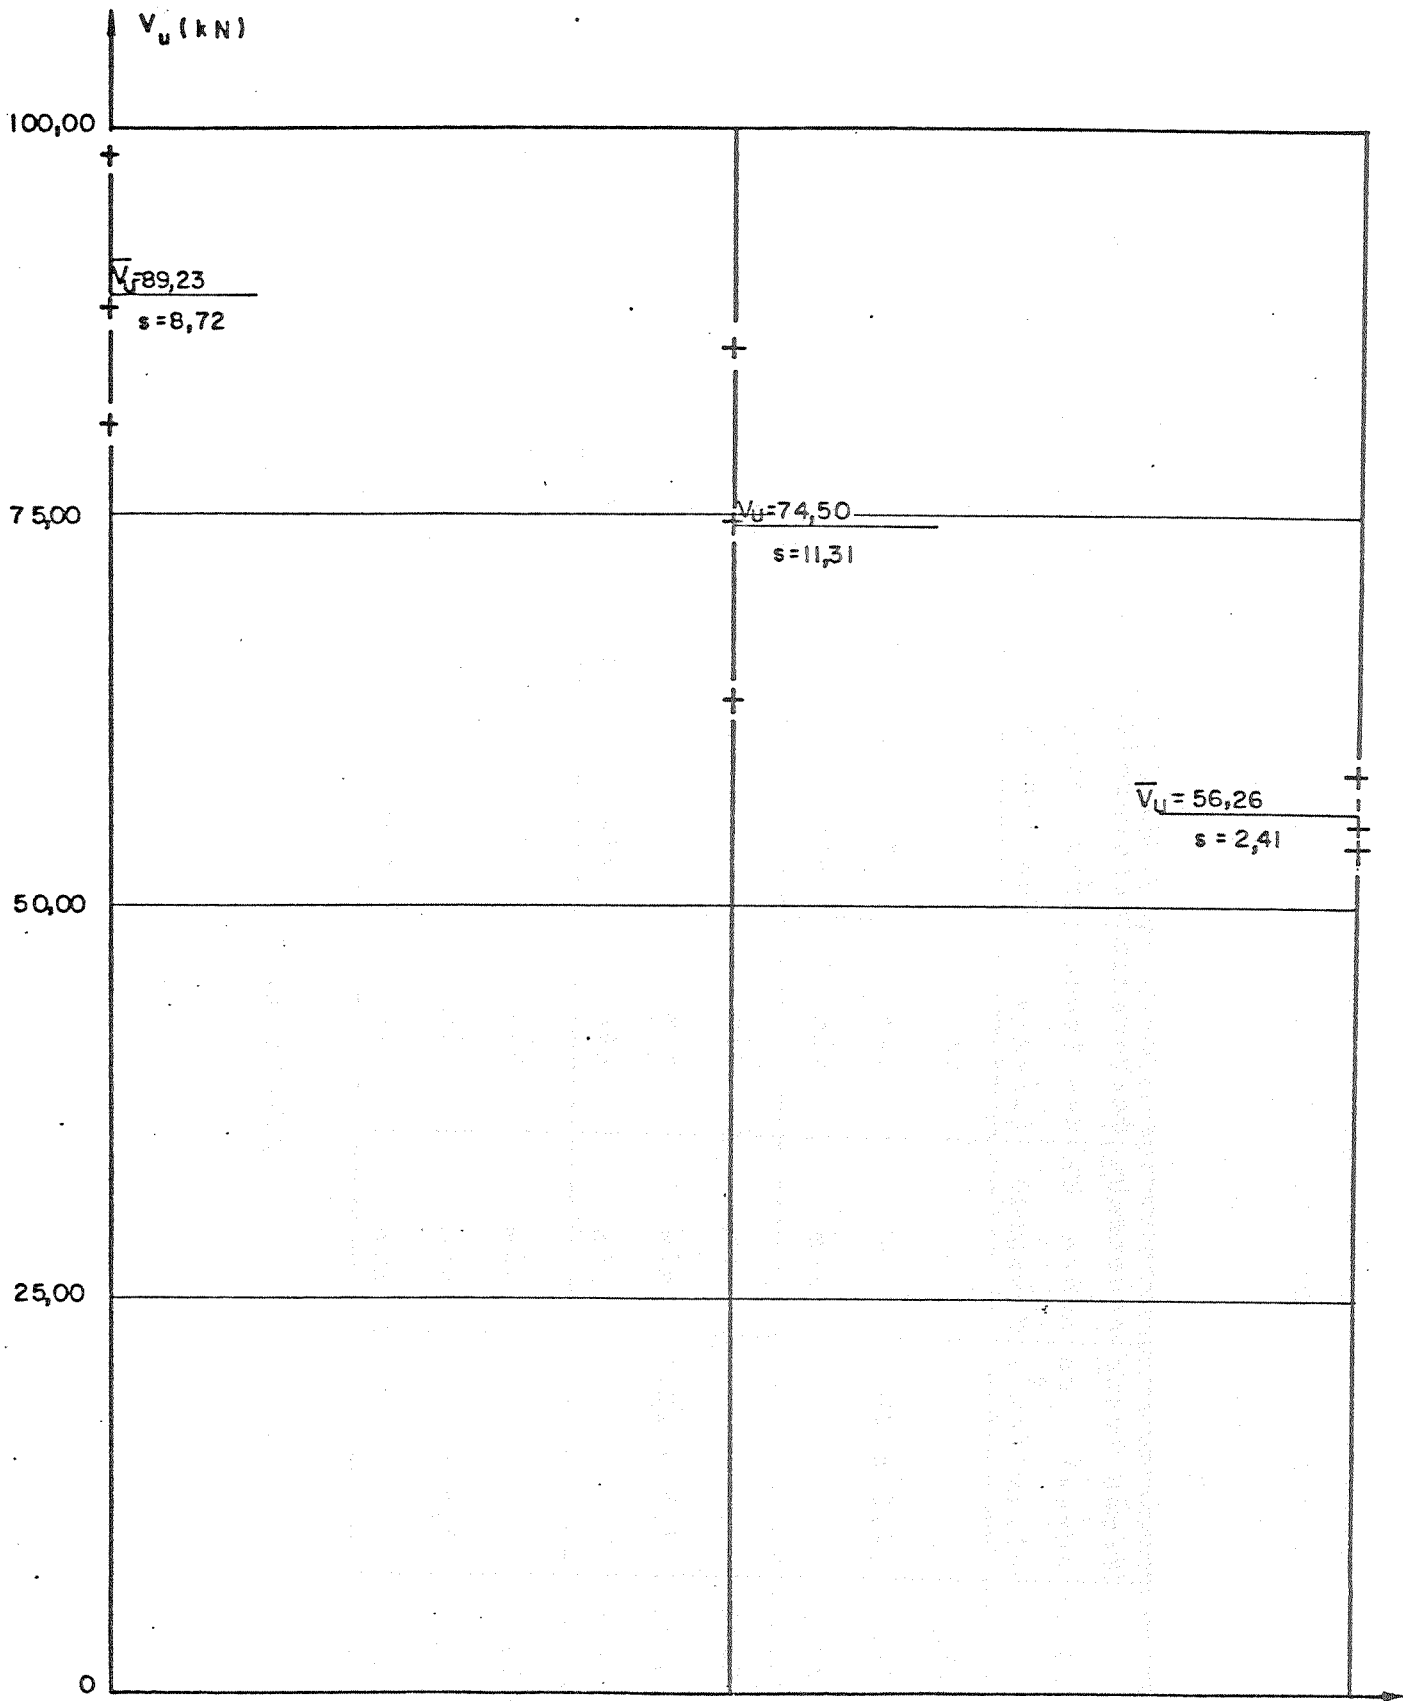 Vu (kN)
100,00
V̅u=89,23
s=8,72
75,00
Vu=74,50
s=11,31
V̅u=56,26
s=2,41
50,00
25,00
0